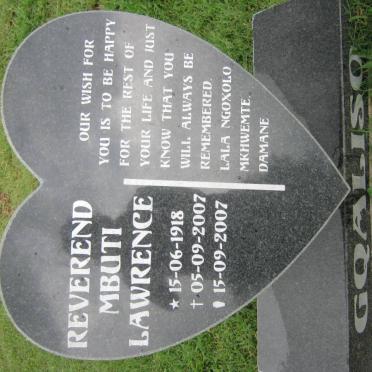 REVEREND
MBUTI
LAWRENCE
★ 15-06-1918
† 05-09-2007
⚰ 15-09-2007
OUR WISH FOR
YOU IS TO BE HAPPY
FOR THE REST OF
YOUR LIFE AND JUST
KNOW THAT YOU
WILL ALWAYS BE
REMEMBERED.
LALA NGOXOLO
MKHWEMTE
DAMANE
GQALISO